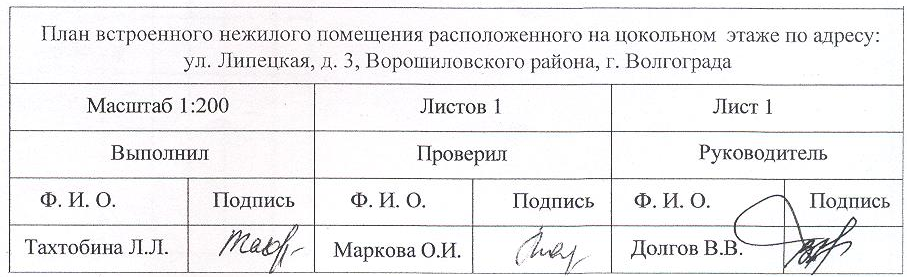 План встроенного нежилого помещения расположенного на цокольном этаже по адресу:
ул. Липецкая, д. 3, Ворошиловского района, г. Волгограда
Масштаб 1:200 Листов 1 Лист 1
Выполнил Проверил Руководитель
Ф. И. О. Подпись Ф. И. О. Подпись Ф. И. О. Подпись
Тахтобина Л.Л. Маркова О.И. Долгов В.В.